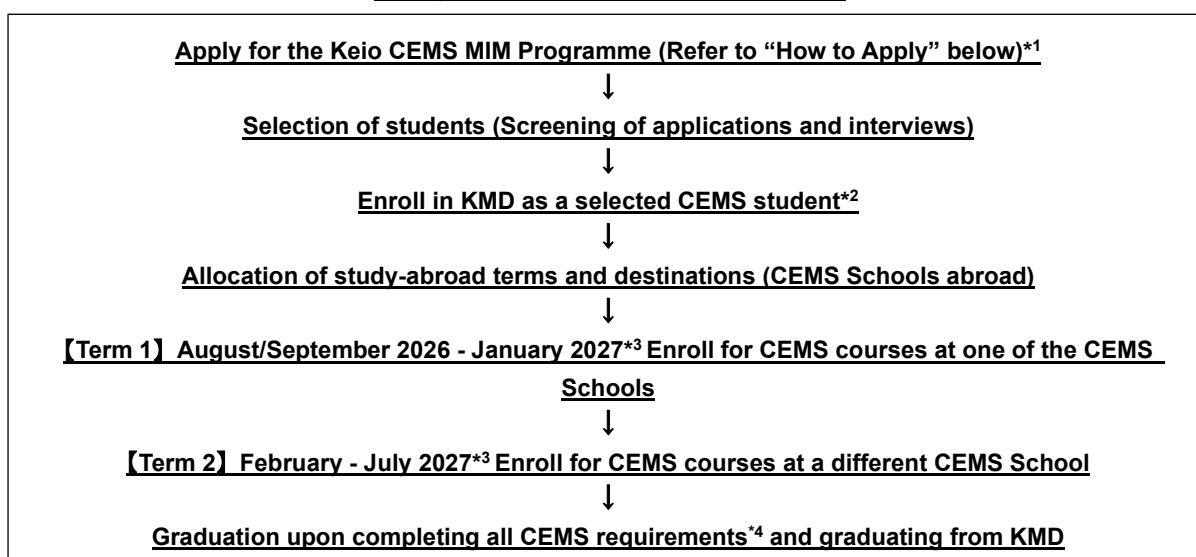 Apply for the Keio CEMS MIM Programme (Refer to “How to Apply” below)*1
↓
Selection of students (Screening of applications and interviews)
↓
Enroll in KMD as a selected CEMS student*2
↓
Allocation of study-abroad terms and destinations (CEMS Schools abroad)
↓
【Term 1】 August/September 2026 - January 2027*3 Enroll for CEMS courses at one of the CEMS
Schools
↓
【Term 2】 February - July 2027*3 Enroll for CEMS courses at a different CEMS School
↓
Graduation upon completing all CEMS requirements*4 and graduating from KMD